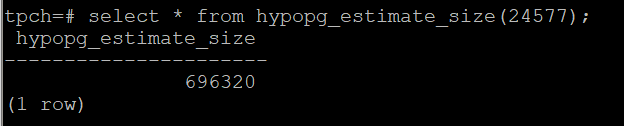 tpch=# select * from hypopg_estimate_size(24577);
 hypopg_estimate_size
----------------------
               696320
(1 row)